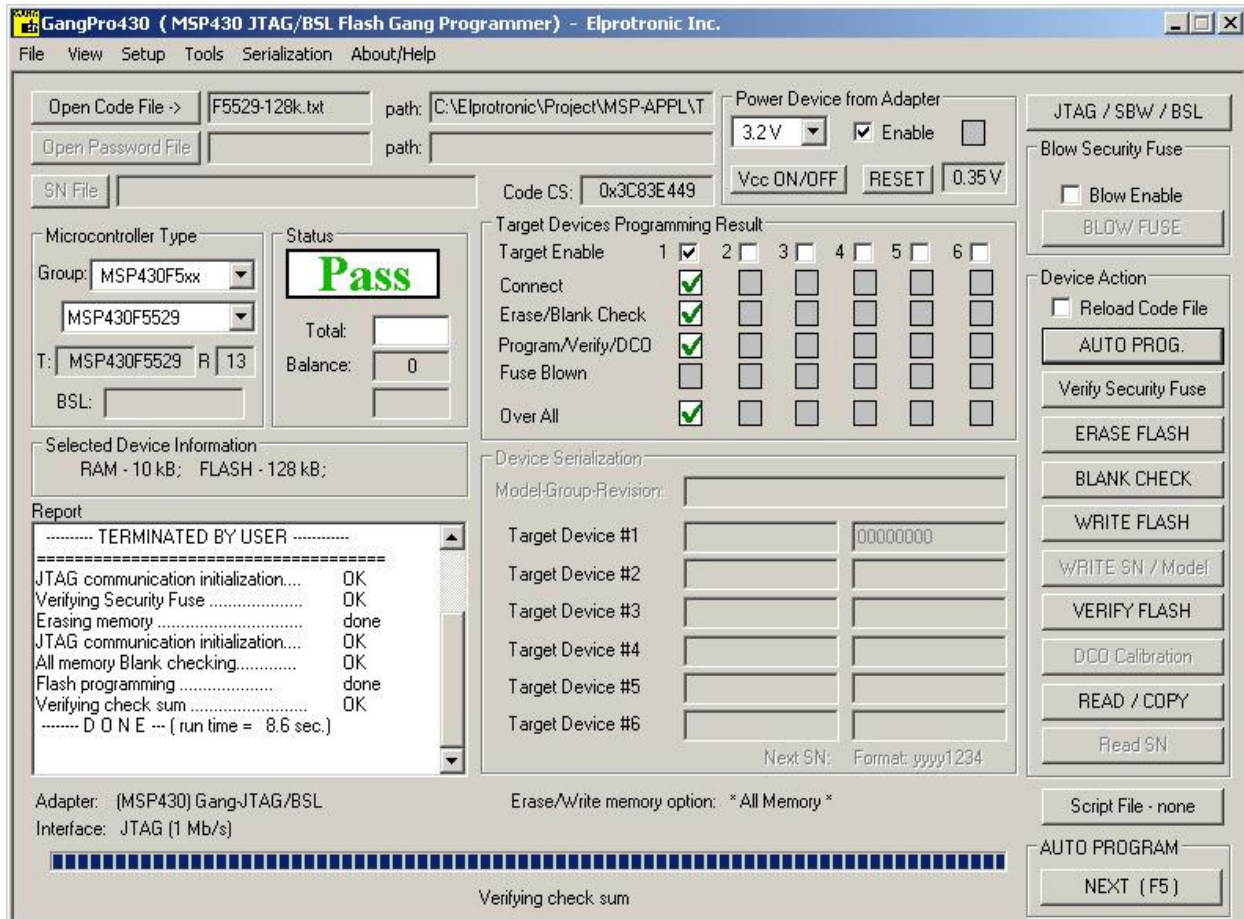 GangPro430 ( MSP430 JTAG/BSL Flash Gang Programmer) - Elprotronic Inc.
File View Setup Tools Serialization About/Help
Open Code File -> F5529-128k.txt path: C:\Elprotronic\Project\MSP-APPL\T
Open Password File path:
SN File Code CS: 0x3C83E449
Power Device from Adapter
3.2 V Enable
Vcc ON/OFF RESET 0.35 V
JTAG / SBW / BSL
Blow Security Fuse
Blow Enable
BLOW FUSE
Microcontroller Type
Group: MSP430F5xx
MSP430F5529
T: MSP430F5529 R 13
BSL:
Status
Pass
Total:
Balance: 0
Target Devices Programming Result
Target Enable 1 2 3 4 5 6
Connect
Erase/Blank Check
Program/Verify/DCO
Fuse Blown
Over All
Device Action
Reload Code File
AUTO PROG.
Verify Security Fuse
ERASE FLASH
BLANK CHECK
WRITE FLASH
WRITE SN / Model
VERIFY FLASH
DCO Calibration
READ / COPY
Read SN
Selected Device Information
RAM - 10 kB; FLASH - 128 kB;
Report
---------- TERMINATED BY USER ------------
=====================================
JTAG communication initialization.... OK
Verifying Security Fuse ..................... OK
Erasing memory ............................... done
JTAG communication initialization.... OK
All memory Blank checking............. OK
Flash programming ..................... done
Verifying check sum ......................... OK
-------- D O N E --- ( run time = 8.6 sec.)
Device Serialization
Model-Group-Revision:
Target Device #1 00000000
Target Device #2
Target Device #3
Target Device #4
Target Device #5
Target Device #6
Next SN: Format: yyyy1234
Adapter: (MSP430) Gang-JTAG/BSL
Erase/Write memory option: * All Memory *
Interface: JTAG (1 Mb/s)
Script File - none
Verifying check sum
AUTO PROGRAM
NEXT ( F5 )